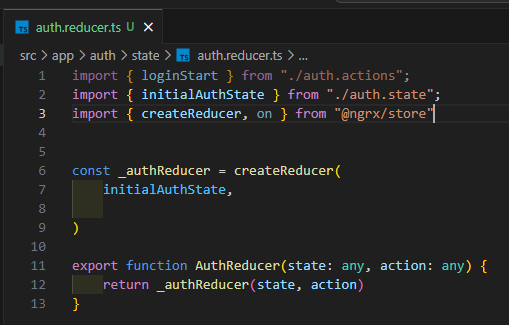 TS auth.reducer.ts U ×
src > app > auth > state > TS auth.reducer.ts > ...
1 import { loginStart } from "./auth.actions";
2 import { initialAuthState } from "./auth.state";
3 import { createReducer, on } from "@ngrx/store"
4
5
6 const _authReducer = createReducer(
7     initialAuthState,
8
9 )
10
11 export function AuthReducer(state: any, action: any) {
12     return _authReducer(state, action)
13 }